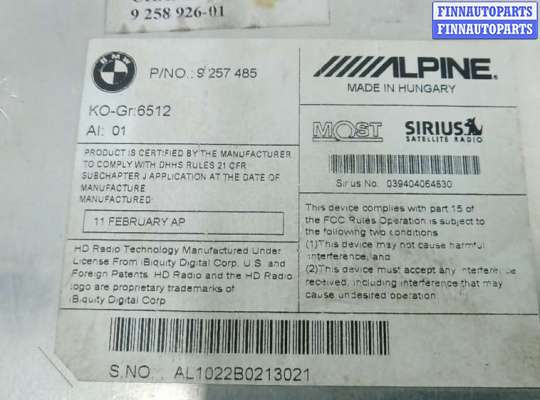 FINNAUTOPARTS
FINNAUTOPARTS
9 258 926-01
BMW
P/NO.: 9 257 485
ALPINE
MADE IN HUNGARY
KO-Gr:6512
AI: 01
MOST
SIRIUS
SATELLITE RADIO
Sirius No. 039404064530
PRODUCT IS CERTIFIED BY THE MANUFACTURER
TO COMPLY WITH DHHS RULES 21 CFR
SUBCHAPTER J APPLICATION AT THE DATE OF
MANUFACTURE
MANUFACTURED:
11 FEBRUARY AP
This device complies with part 15 of
the FCC Rules Operation is subject to
the following two conditions
(1)This device may not cause harmful
interference, and
(2)This device must accept any interference
received, including interference that may
cause undesired operation.
HD Radio Technology Manufactured Under
License From iBiquity Digital Corp. U.S. and
Foreign Patents. HD Radio and the HD Radio
logo are proprietary trademarks of
iBiquity Digital Corp
S.NO. AL1022B0213021
FINNAUTOPARTS
FINNAUTOPARTS